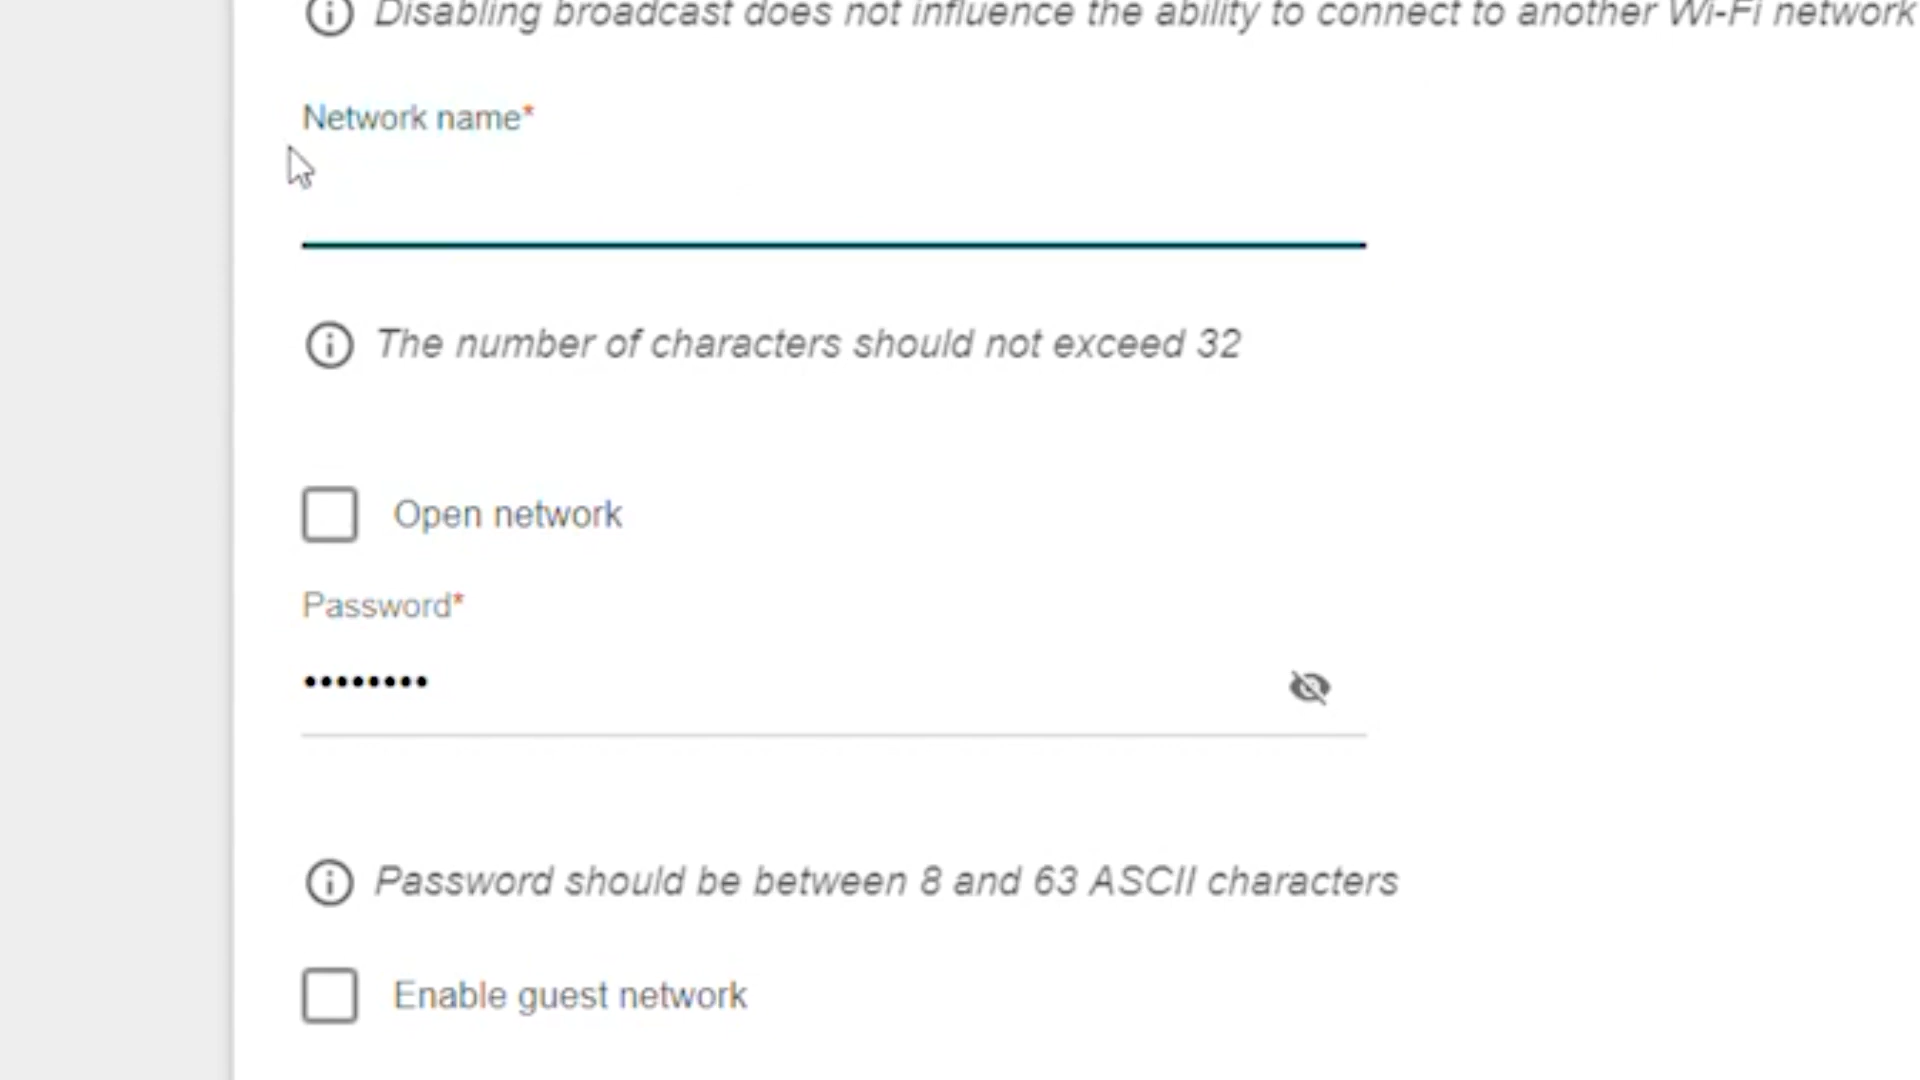 Disabling broadcast does not influence the ability to connect to another Wi-Fi network
Network name*
The number of characters should not exceed 32
Open network
Password*
••••••••
Password should be between 8 and 63 ASCII characters
Enable guest network